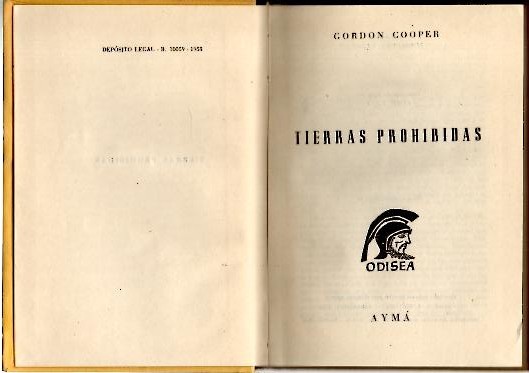 DEPÓSITO LEGAL - B. 10059 - 1958
GORDON COOPER
TIERRAS PROHIBIDAS
ODISEA
AYMÁ